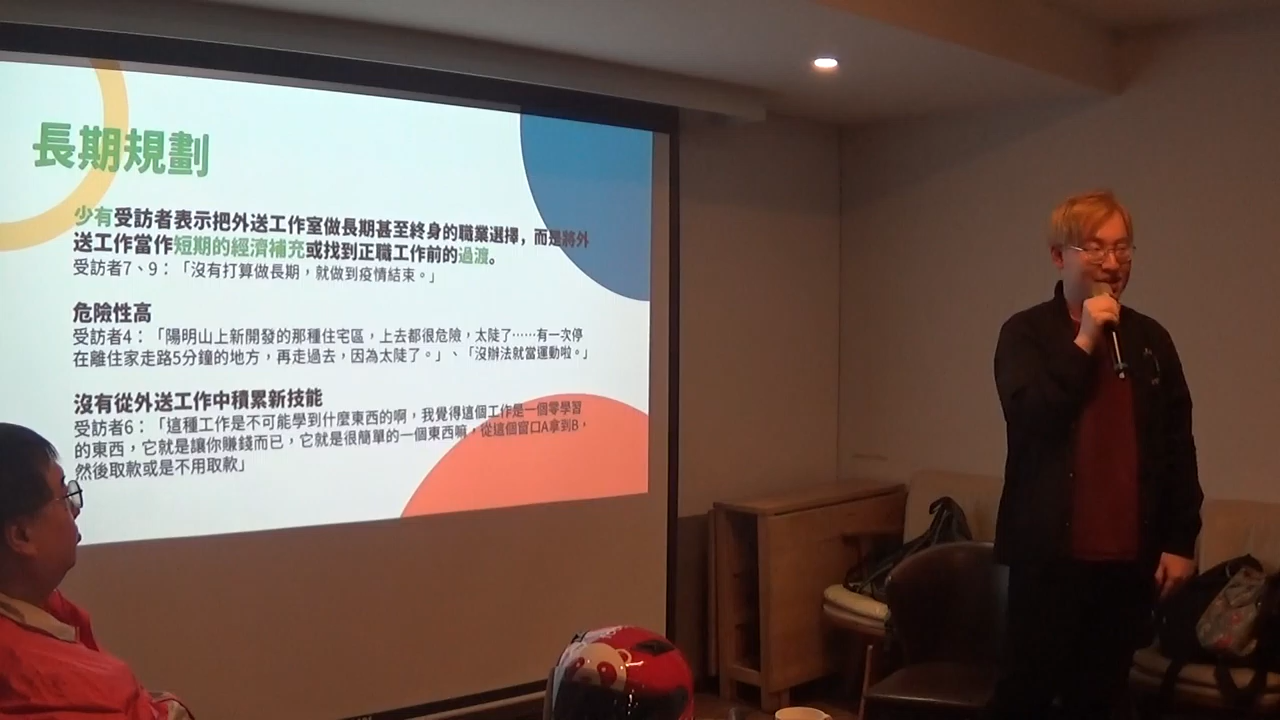 長期規劃
少有受訪者表示把外送工作室做長期甚至終身的職業選擇，而是將外
送工作當作短期的經濟補充或找到正職工作前的過渡。
受訪者7、9：「沒有打算做長期，就做到疫情結束。」
危險性高
受訪者4：「陽明山上新開發的那種住宅區，上去都很危險，太陡了……有一次停
在離住家走路5分鐘的地方，再走過去，因為太陡了。」、「沒辦法就當運動啦。」
沒有從外送工作中積累新技能
受訪者6：「這種工作是不可能學到什麼東西的啊，我覺得這個工作是一個零學習
的東西，它就是讓你賺錢而已，它就是很簡單的一個東西嘛，從這個窗口A拿到B，
然後取款或是不用取款」